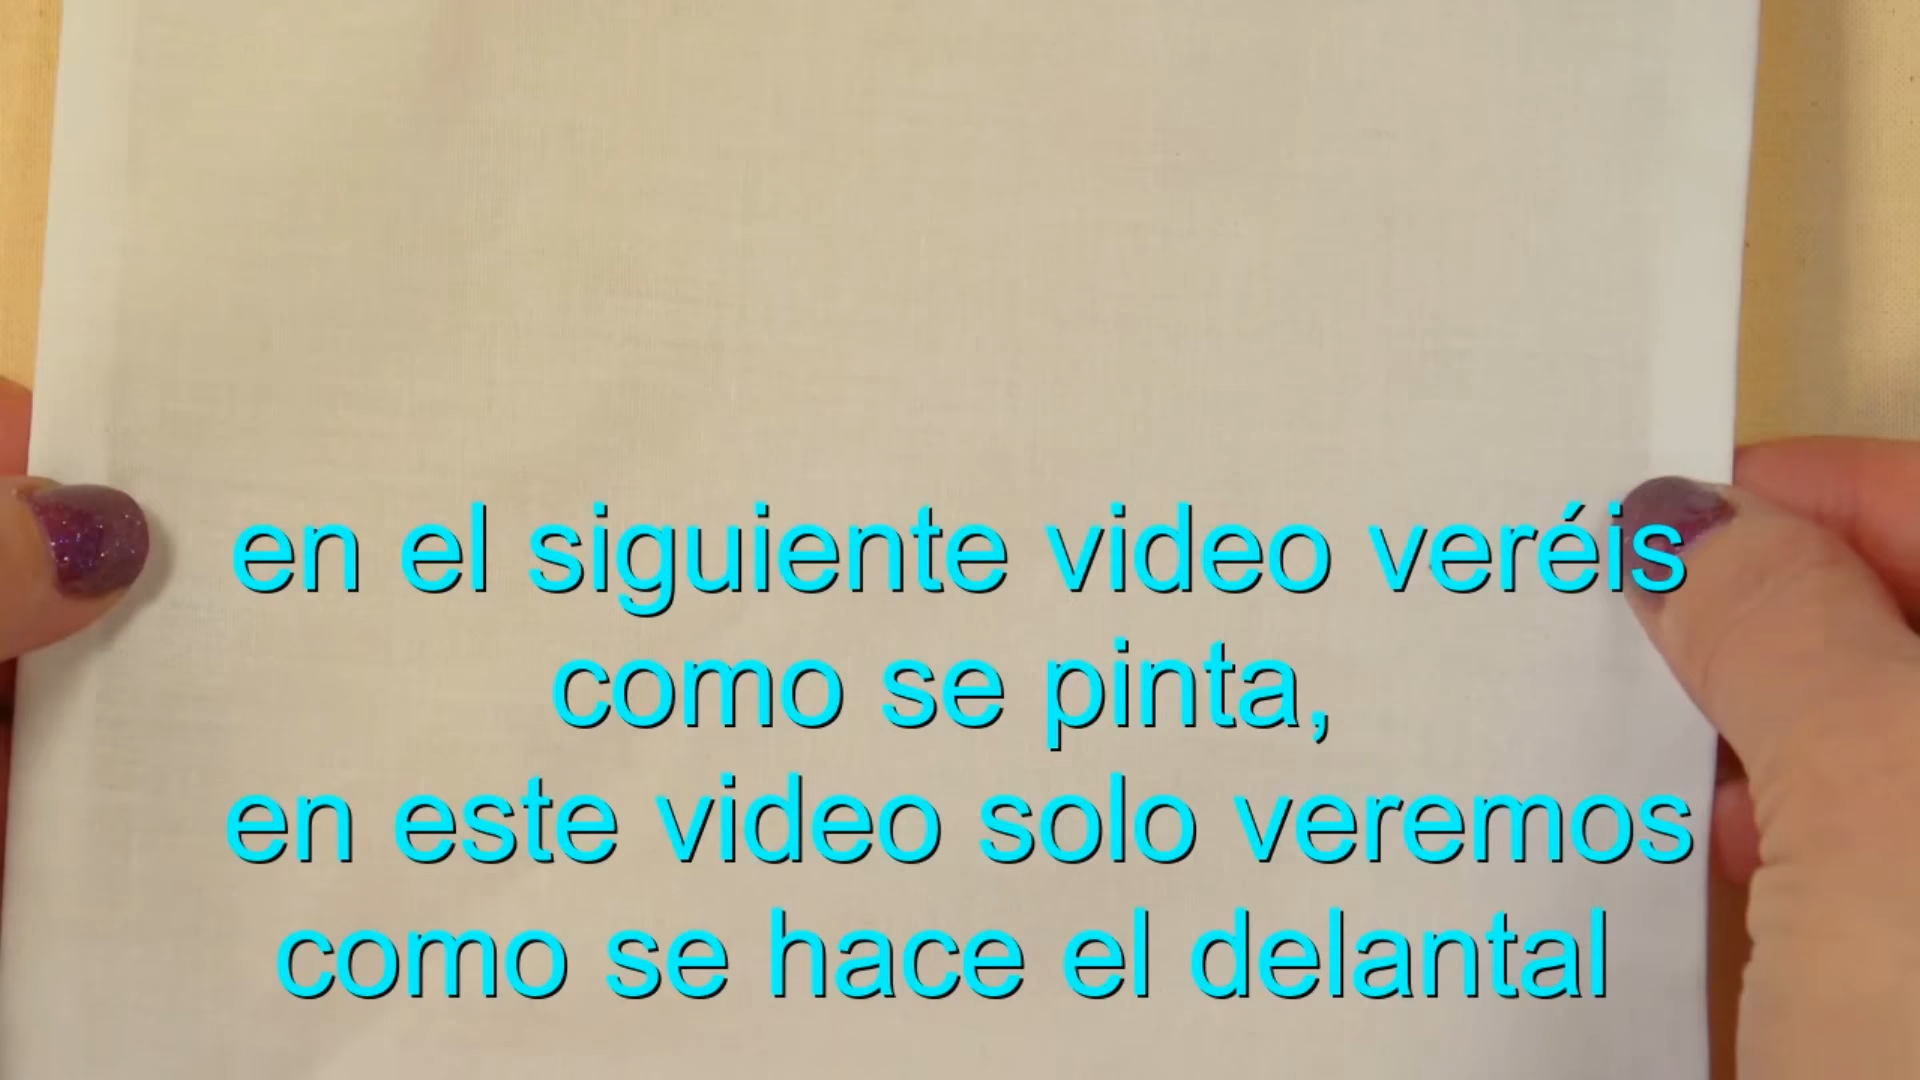 en el siguiente video veréis
como se pinta,
en este video solo veremos
como se hace el delantal